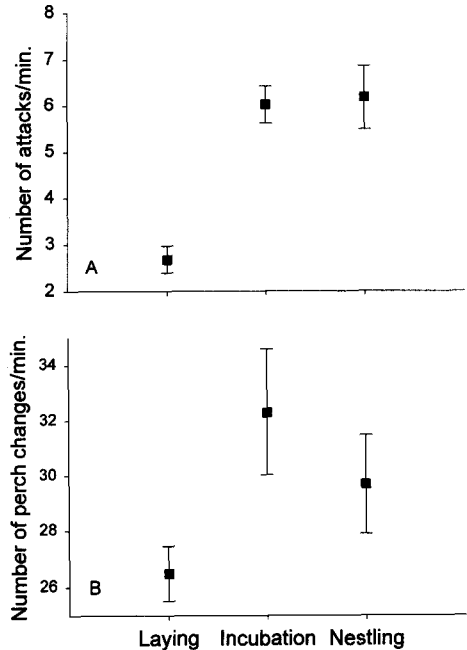 Number of attacks/min.
8
7
6
5
4
3
2
A
Number of perch changes/min.
34
32
30
28
26
B
Laying Incubation Nestling